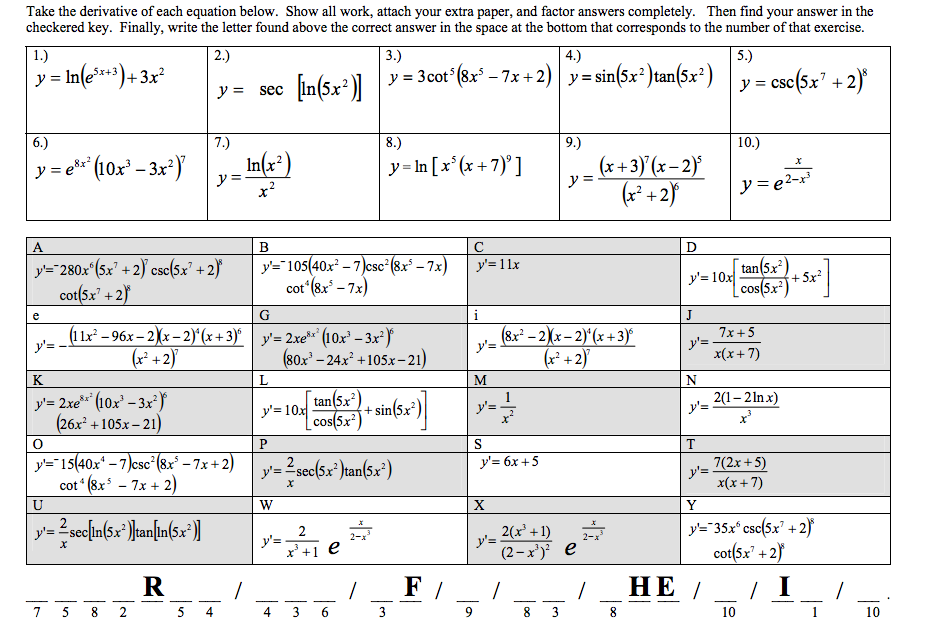 Take the derivative of each equation below. Show all work, attach your extra paper, and factor answers completely. Then find your answer in the
checkered key. Finally, write the letter found above the correct answer in the space at the bottom that corresponds to the number of that exercise.
1.) 2.) 3.) 4.) 5.)
y = ln(e^(5x+3)) + 3x² y = sec [ln(5x²)] y = 3cot⁵(8x⁵ – 7x + 2) y = sin(5x²)tan(5x²) y = csc(5x⁷ + 2)⁸
6.) 7.) 8.) 9.) 10.)
y = e^(8x²)(10x³ – 3x²)⁷ y = ln(x²)/x² y = ln [x⁵(x + 7)⁹] y = (x+3)⁷(x–2)⁵/(x² + 2)⁶ y = e^(x/(2–x³))
A B C D
y'=⁻280x⁶(5x⁷ + 2)⁷ csc(5x⁷ + 2)⁸ cot(5x⁷ + 2)⁸ y'=⁻105(40x² – 7)csc²(8x⁵ – 7x) cot⁴(8x⁵ – 7x) y'= 11x y'= 10x[tan(5x²)/cos(5x²) + 5x²]
e G i J
y'= –(11x² – 96x – 2)(x – 2)⁴(x+3)⁶/(x² + 2)⁷ y'= 2xe^(8x²)(10x³ – 3x²)⁶ (80x³ – 24x² + 105x – 21) y'= (8x² – 2)(x – 2)⁴(x+3)⁶/(x² + 2)⁷ y'= 7x + 5/x(x + 7)
K L M N
y'= 2xe^(8x²)(10x³ – 3x²)⁶ (26x² + 105x – 21) y'= 10x[tan(5x²)/cos(5x²) + sin(5x²)] y'= 1/x² y'= 2(1 – 2ln x)/x³
O P S T
y'=⁻15(40x⁴ – 7)csc²(8x⁵ – 7x + 2) cot⁴(8x⁵ – 7x + 2) y'= 2/x sec(5x²)tan(5x²) y'= 6x + 5 y'= 7(2x + 5)/x(x + 7)
U W X Y
y'= 2/x sec[ln(5x²)]tan[ln(5x²)] y'= 2/x³ + 1 e^(x/(2–x³)) y'= 2(x³ + 1)/(2 – x³)² e^(x/(2–x³)) y'=⁻35x⁶ csc(5x⁷ + 2)⁸ cot(5x⁷ + 2)⁸
R / / F / / / HE / / I / .
7 5 8 2 5 4 4 3 6 3 9 8 3 8 10 1 10